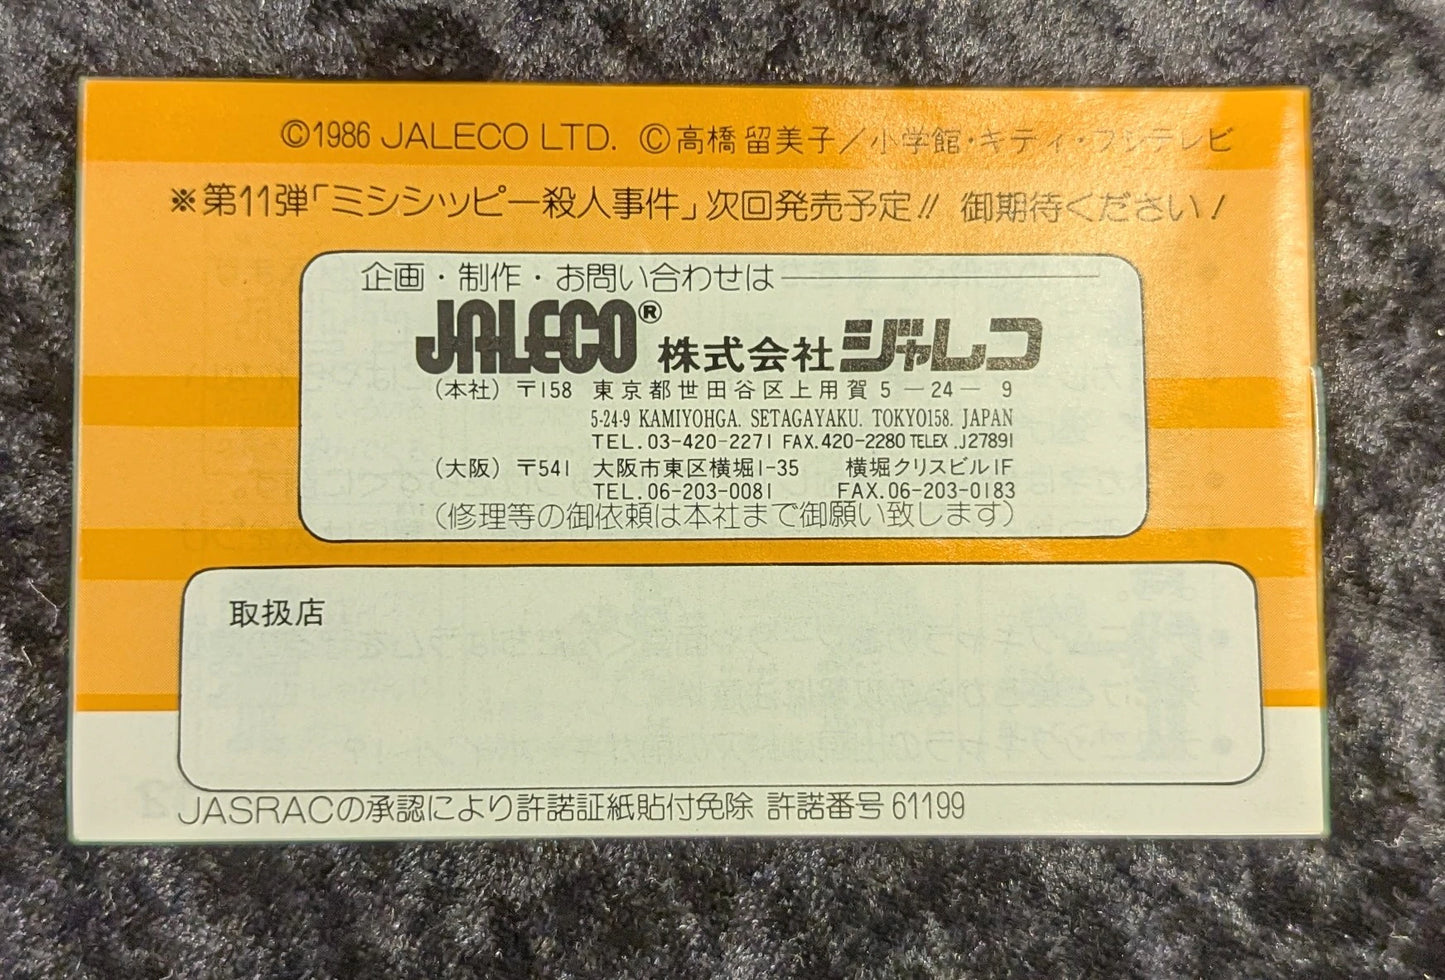 ©1986 JALECO LTD. ©高橋留美子／小学館・キティ・フジテレビ
※第11弾「ミシシッピー殺人事件」次回発売予定!! 御期待ください!
企画・制作・お問い合わせは
JALECO® 株式会社ジャレコ
(本社) 〒158 東京都世田谷区上用賀5－24－9
5-24-9 KAMIYOHGA. SETAGAYAKU. TOKYO158. JAPAN
TEL.03-420-2271 FAX.420-2280 TELEX.J27891
(大阪) 〒541 大阪市東区横堀1-35 横堀クリスビル1F
TEL.06-203-0081 FAX.06-203-0183
(修理等の御依頼は本社まで御願い致します)
取扱店
JASRACの承認により許諾証紙貼付免除 許諾番号61199